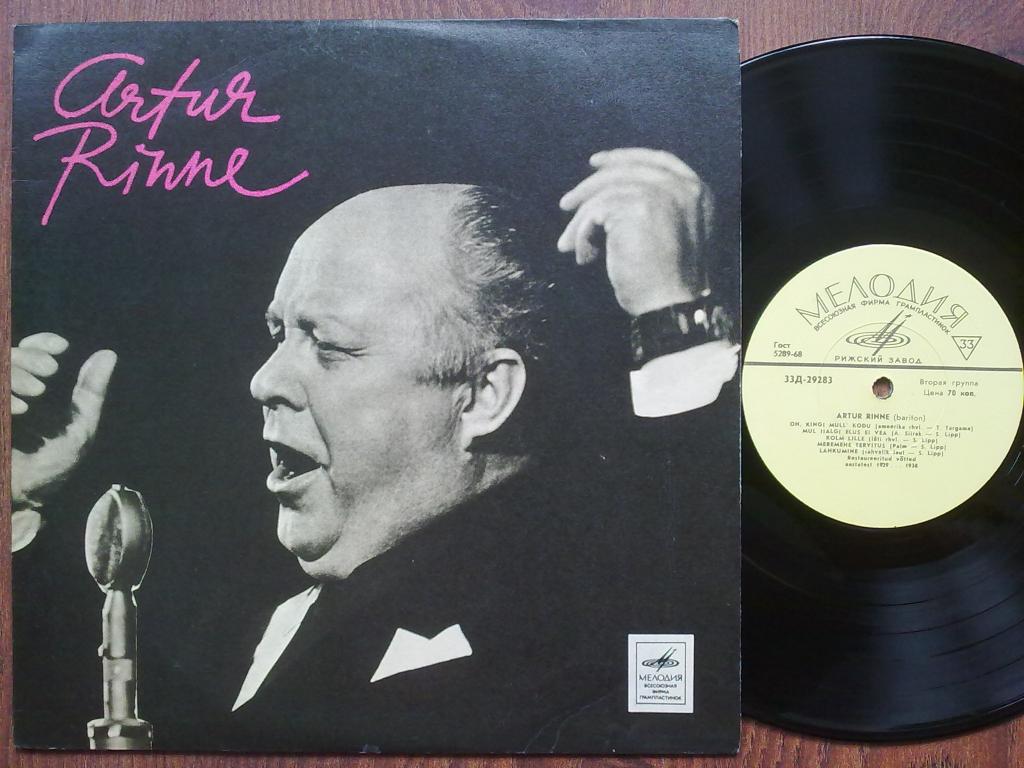 Artur
Rinne
МЕЛОДИЯ
ВСЕСОЮЗНАЯ
ФИРМА
ГРАМПЛАСТИНОК
МЕЛОДИЯ
ВСЕСОЮЗНАЯ ФИРМА ГРАМПЛАСТИНОК
33
Гост
5289-68
РИЖСКИЙ ЗАВОД
33Д-29283
Вторая группа
Цена 70 коп.
ARTUR RINNE (bariton)
OH, KINGI MULL' KODU (ameerika rhvl. — T. Targama)
MUL JIALGI ELUS EI VEA (A. Siirak — S. Lipp)
KOLM LILLE (läti rhvl. — S. Lipp)
MEREMEHE TERVITUS (Palm — S. Lipp)
LAHKUMINE (rahvalik laul — S. Lipp)
Restaureeritud võtted
aastatest 1929 . . . 1938